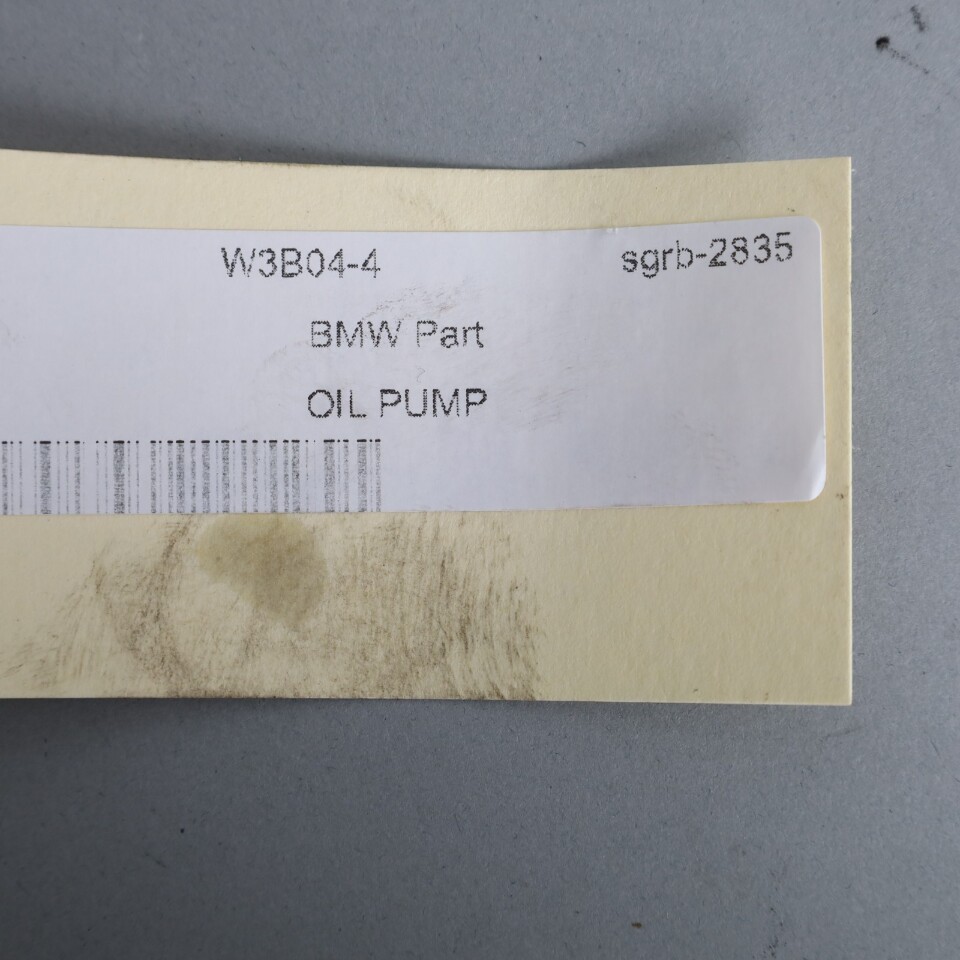 W3B04-4 sgrb-2835
BMW Part
OIL PUMP